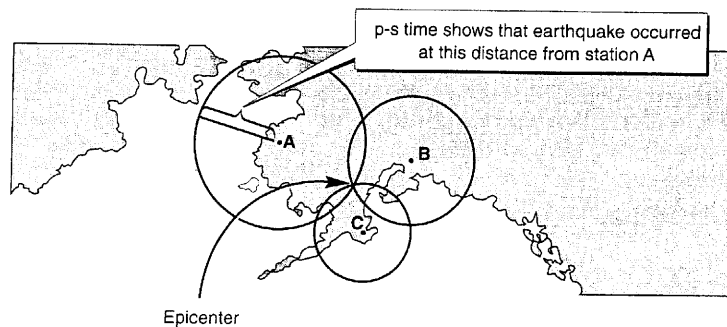 p-s time shows that earthquake occurred
at this distance from station A
A
B
C
Epicenter